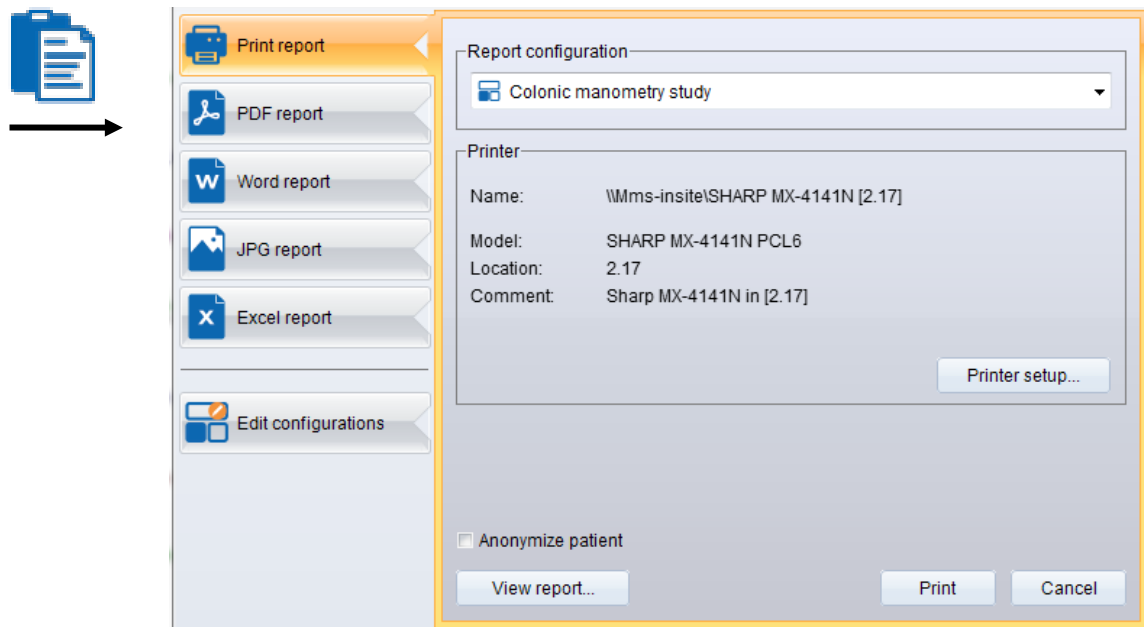 Print report
PDF report
Word report
JPG report
Excel report
Edit configurations
Report configuration
Colonic manometry study
Printer
Name: \\Mms-insite\SHARP MX-4141N [2.17]
Model: SHARP MX-4141N PCL6
Location: 2.17
Comment: Sharp MX-4141N in [2.17]
Printer setup...
Anonymize patient
View report... Print Cancel